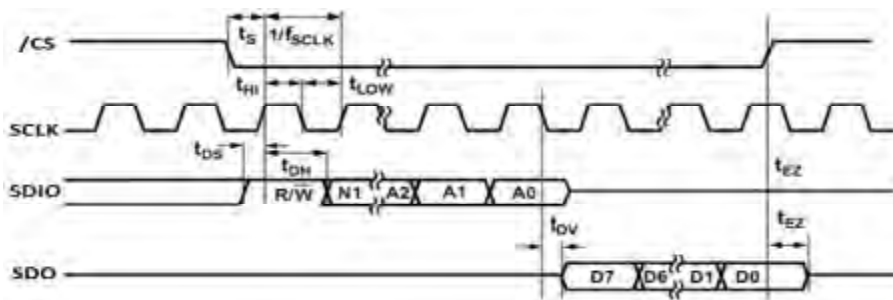 /CS
tS 1/fSCLK
tHI tLOW
SCLK
tDS
tDH
tEZ
SDIO R/W̅ N1 A2 A1 A0
tDV
tEZ
SDO D7 D6 D1 D0